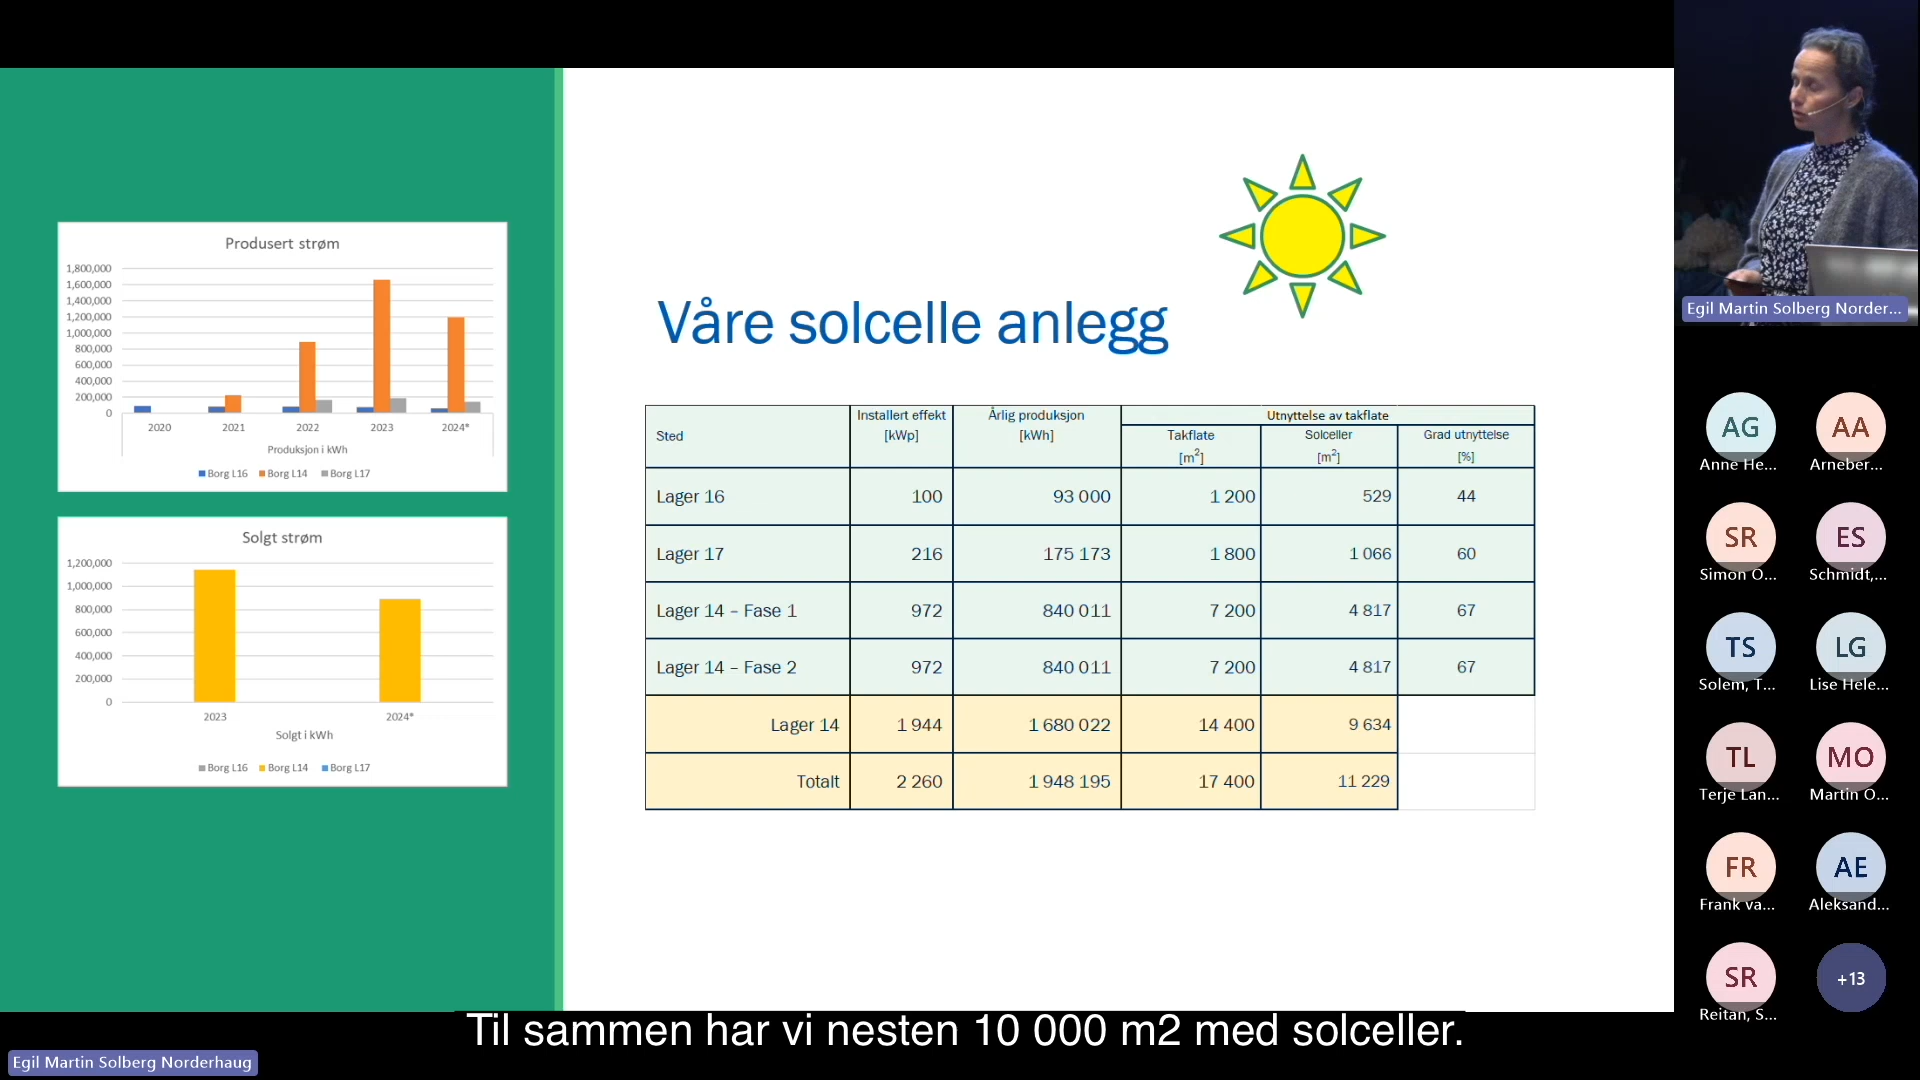 Produsert strøm
1,800,000
1,600,000
1,400,000
1,200,000
1,000,000
800,000
600,000
400,000
200,000
0
2020 2021 2022 2023 2024*
Produksjon i kWh
Borg L16 Borg L14 Borg L17
Solgt strøm
1,200,000
1,000,000
800,000
600,000
400,000
200,000
0
2023 2024*
Solgt i kWh
Borg L16 Borg L14 Borg L17
Våre solcelle anlegg
Sted Installert effekt [kWp] Årlig produksjon [kWh] Utnyttelse av takflate
Takflate [m²] Solceller [m²] Grad utnyttelse [%]
Lager 16 100 93 000 1 200 529 44
Lager 17 216 175 173 1 800 1 066 60
Lager 14 – Fase 1 972 840 011 7 200 4 817 67
Lager 14 – Fase 2 972 840 011 7 200 4 817 67
Lager 14 1 944 1 680 022 14 400 9 634
Totalt 2 260 1 948 195 17 400 11 229
Egil Martin Solberg Norder...
AG AA
Anne He... Arneber...
SR ES
Simon O... Schmidt,...
TS LG
Solem, T... Lise Hele...
TL MO
Terje Lan... Martin O...
FR AE
Frank va... Aleksand...
SR +13
Reitan, S...
Til sammen har vi nesten 10 000 m2 med solceller.
Egil Martin Solberg Norderhaug